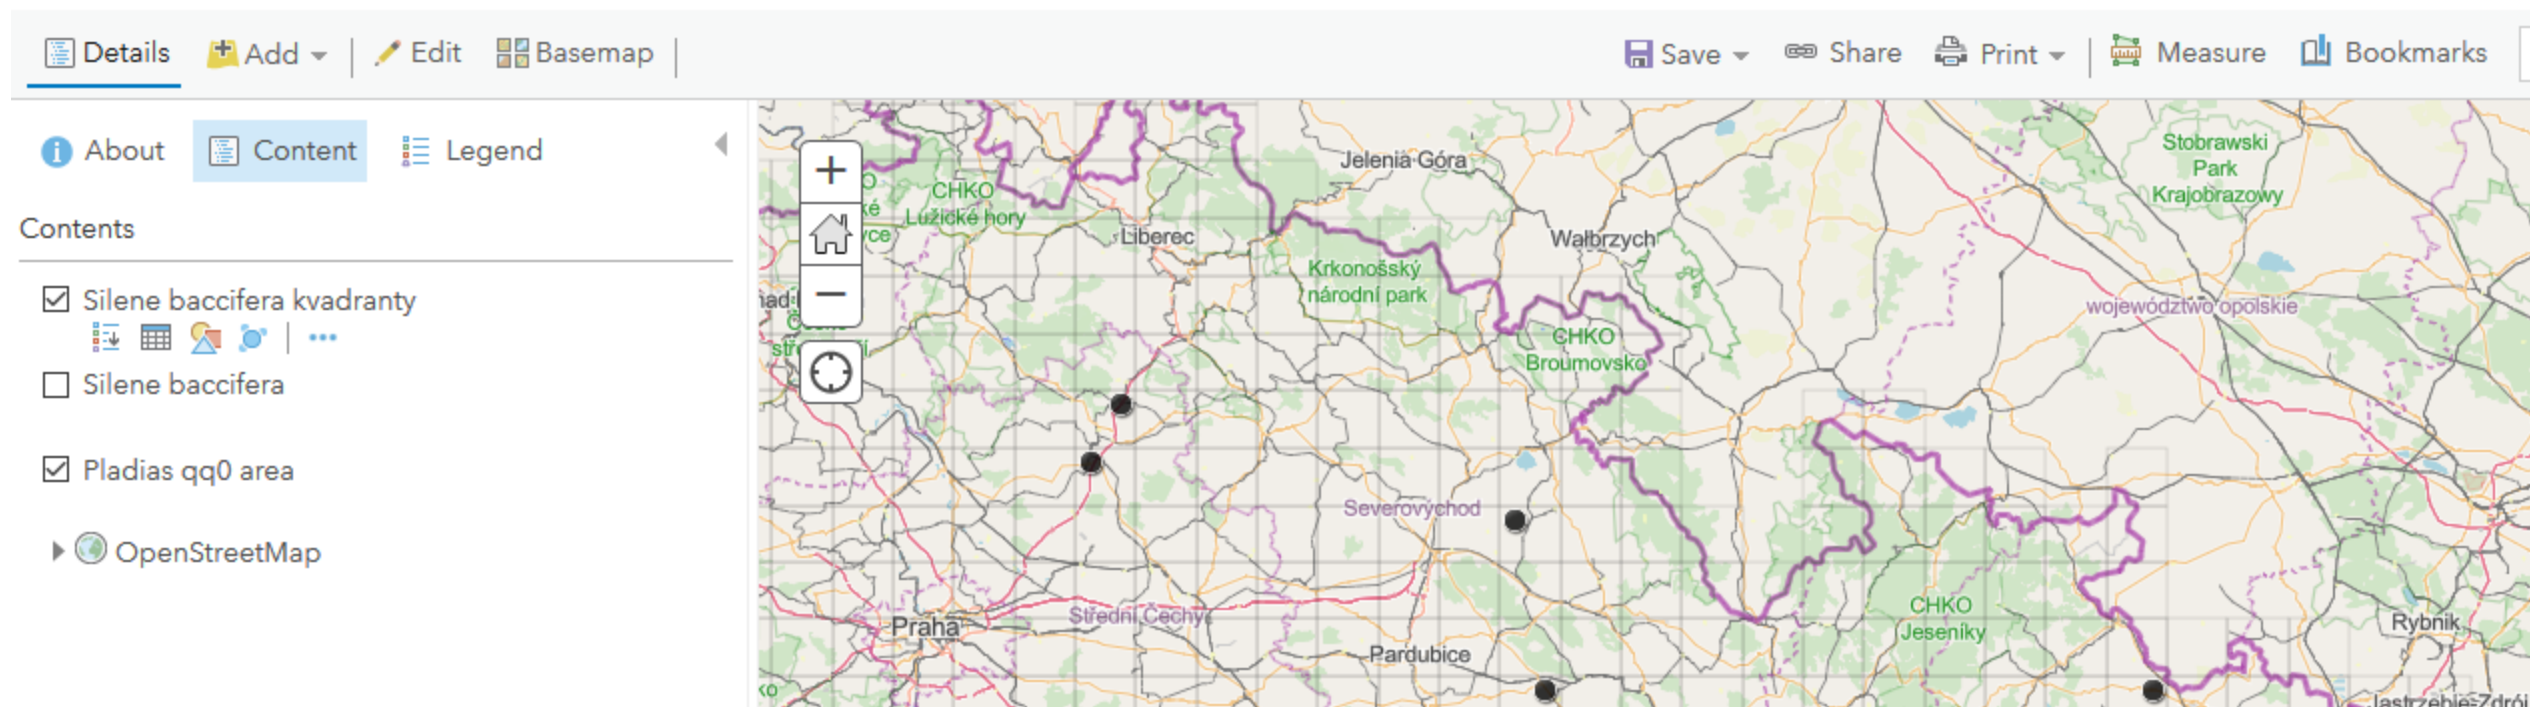 Details Add Edit Basemap Save Share Print Measure Bookmarks
About Content Legend
Contents
Silene baccifera kvadranty
Silene baccifera
Pladias qq0 area
OpenStreetMap
Jelenia Góra
Stobrawski
Park
Krajobrazowy
CHKO
Lužické hory
Liberec
Wałbrzych
Krkonošský
národní park
województwo opolskie
CHKO
Broumovsko
Severovýchod
CHKO
Jeseníky
Střední Čechy
Praha
Pardubice
Rybnik
Jastrzębie-Zdrój